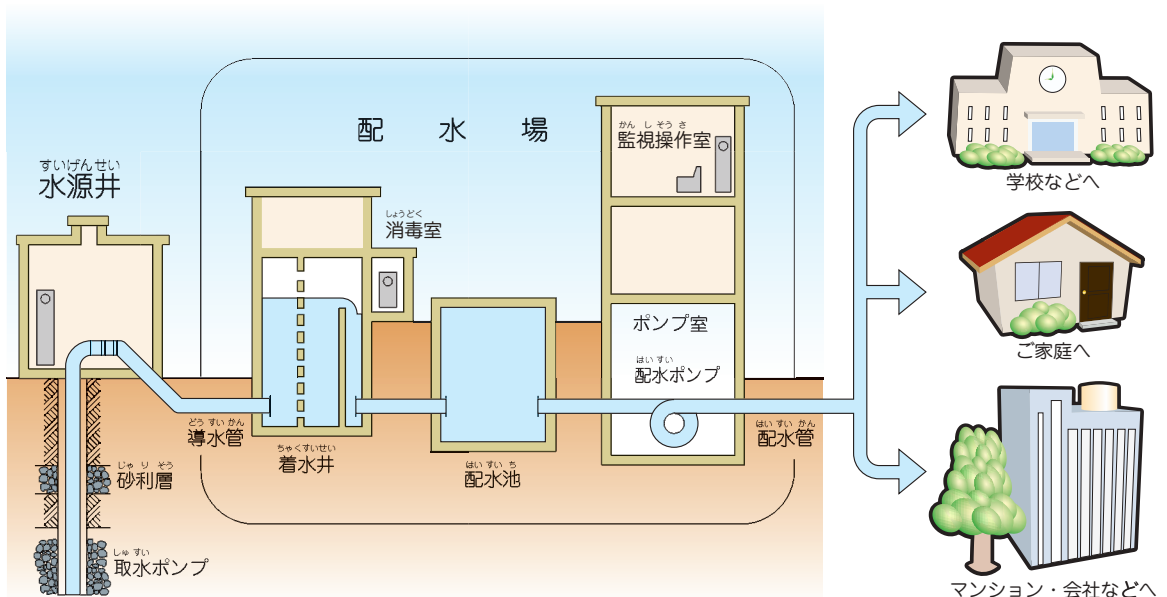 配水場
すいげんせい
水源井
しょうどく
消毒室
かんしそうさ
監視操作室
ポンプ室
はいすい
配水ポンプ
どうすいかん
導水管
ちゃくすいせい
着水井
はいすいち
配水池
はいすいかん
配水管
じゃりそう
砂利層
しゅすい
取水ポンプ
学校などへ
ご家庭へ
マンション・会社などへ